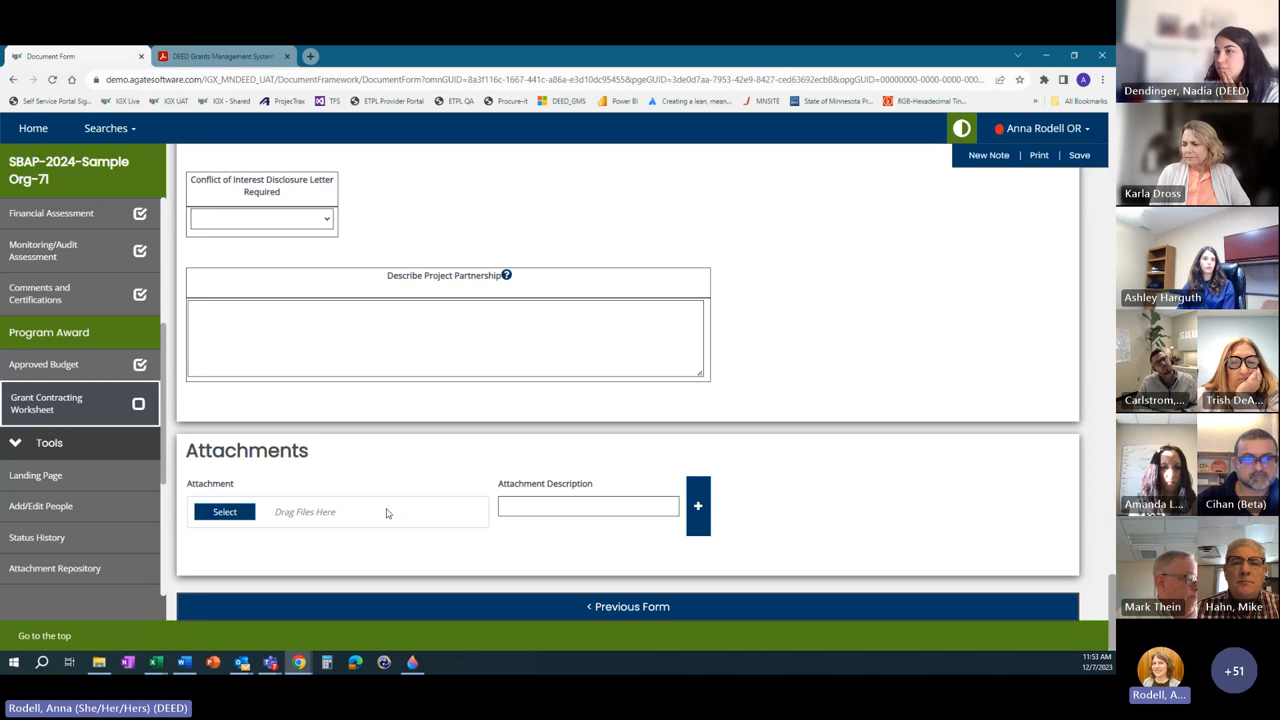 Document Form
DEED Grants Management System
demo.agatesoftware.com/IGX_MNDEED_UAT/DocumentFramework/DocumentForm?omnGUID=8a3f116c-1667-441c-a86a-e3d10dc95455&pgeGUID=3de0d7aa-7953-42e9-8427-ced63692ecb8&opgGUID=00000000-0000-0000-000...
A
Self Service Portal Sig...
IGX Live
IGX UAT
IGX - Shared
ProjecTrax
TFS
ETPL Provider Portal
ETPL QA
Procure-it
DEED_GMS
Power BI
Creating a lean, mean...
MNSITE
State of Minnesota Pr...
RGB-Hexadecimal Tin...
»
All Bookmarks
Home
Searches
Anna Rodell OR
New Note
Print
Save
SBAP-2024-Sample
Org-71
Financial Assessment
Monitoring/Audit
Assessment
Comments and
Certifications
Program Award
Approved Budget
Grant Contracting
Worksheet
Tools
Landing Page
Add/Edit People
Status History
Attachment Repository
Go to the top
Conflict of Interest Disclosure Letter
Required
Describe Project Partnership
Attachments
Attachment
Attachment Description
Select
Drag Files Here
+
< Previous Form
11:53 AM
12/7/2023
Rodell, Anna (She/Her/Hers) (DEED)
Dendinger, Nadia (DEED)
Karla Dross
Ashley Harguth
Carlstrom,...
Trish DeA...
Amanda L...
Cihan (Beta)
Mark Thein
Hahn, Mike
Rodell, A...
+51